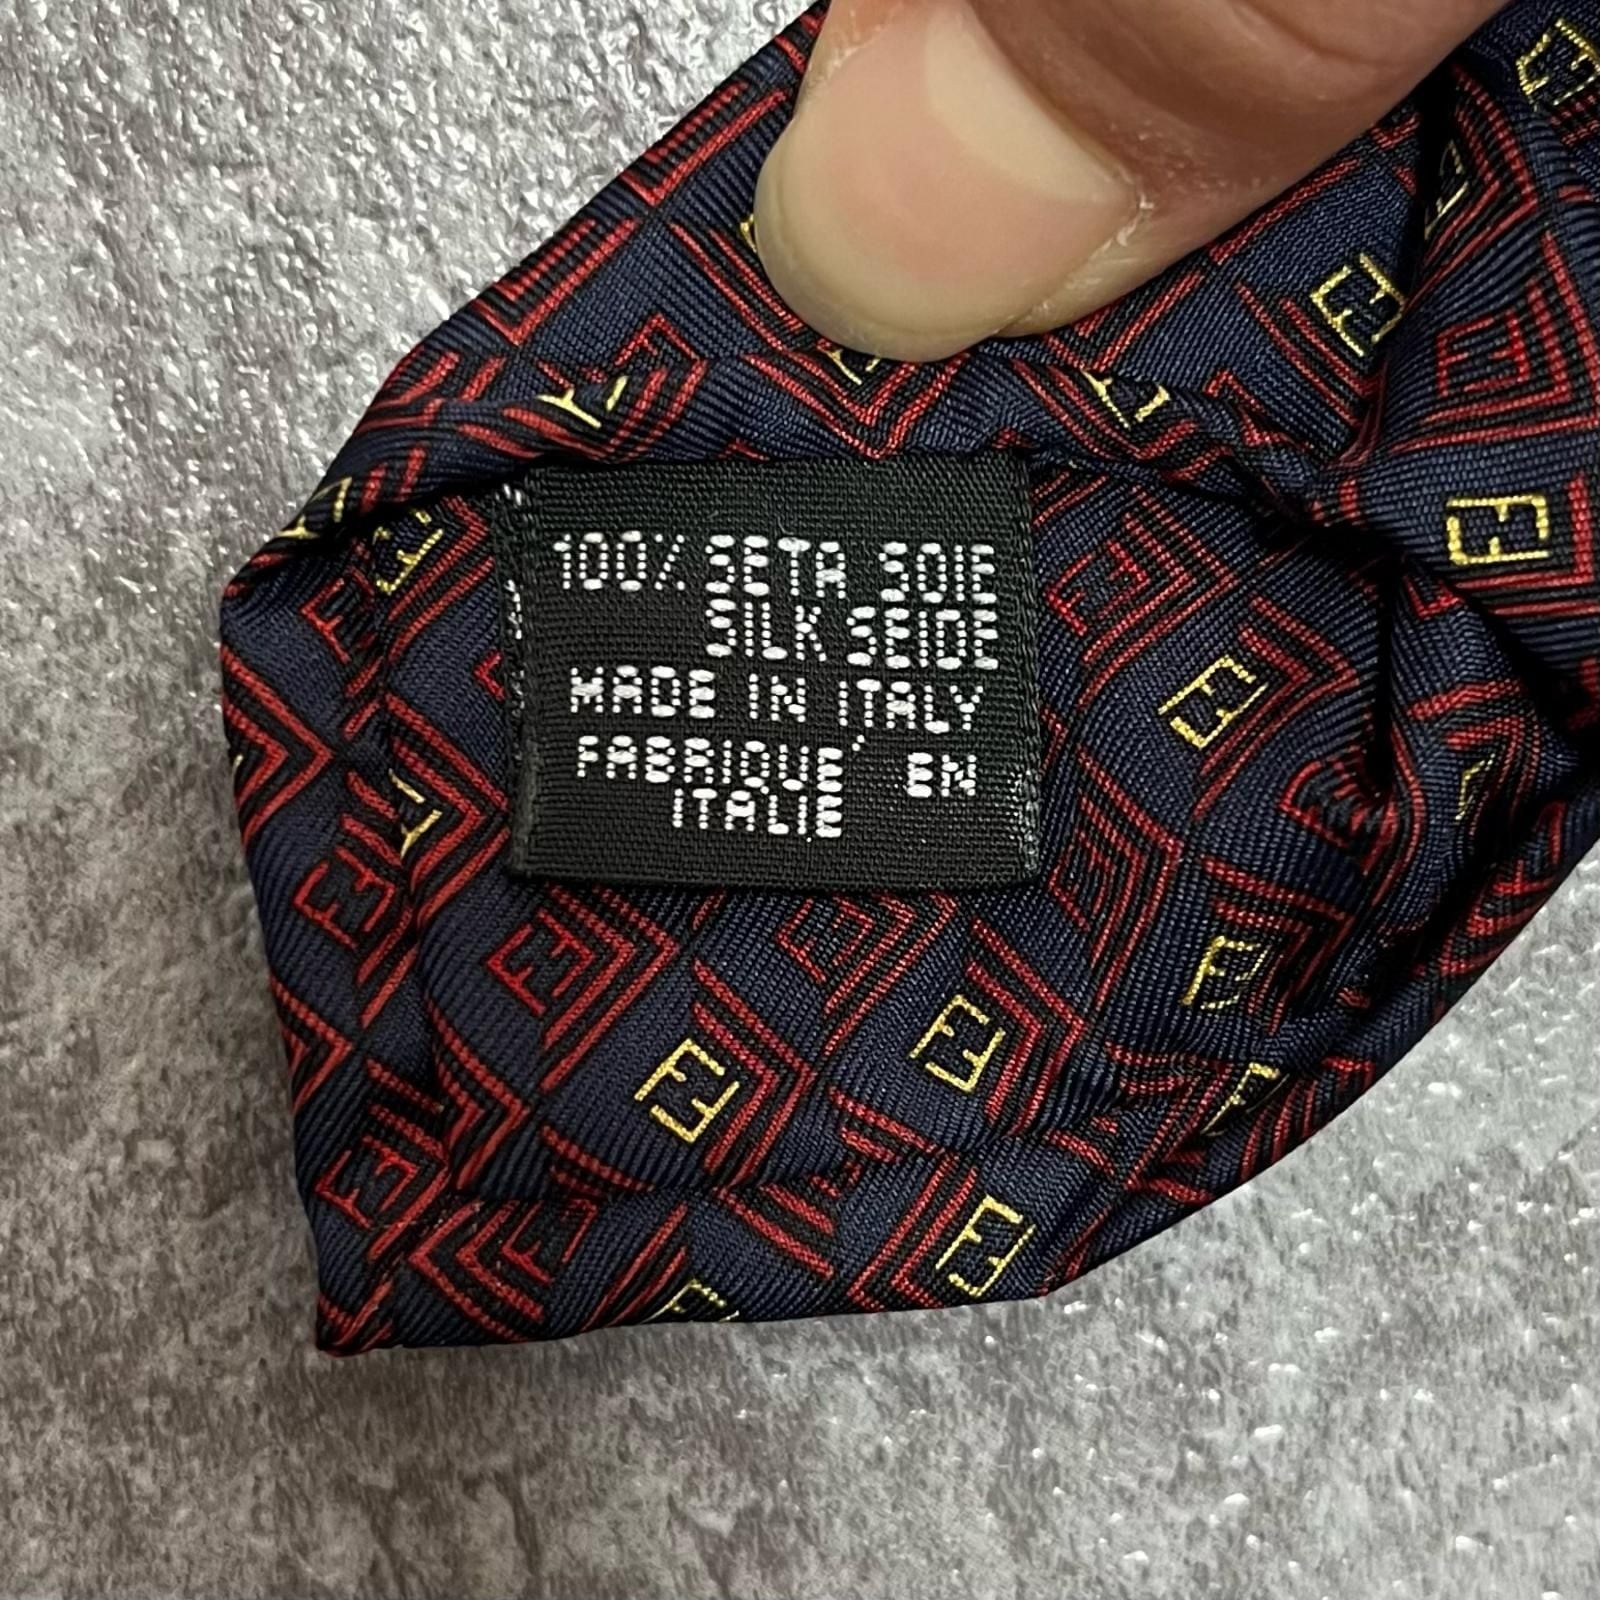 100% SETA SOIE
SILK SEIDE
MADE IN ITALY
FABRIQUE' EN
ITALIE